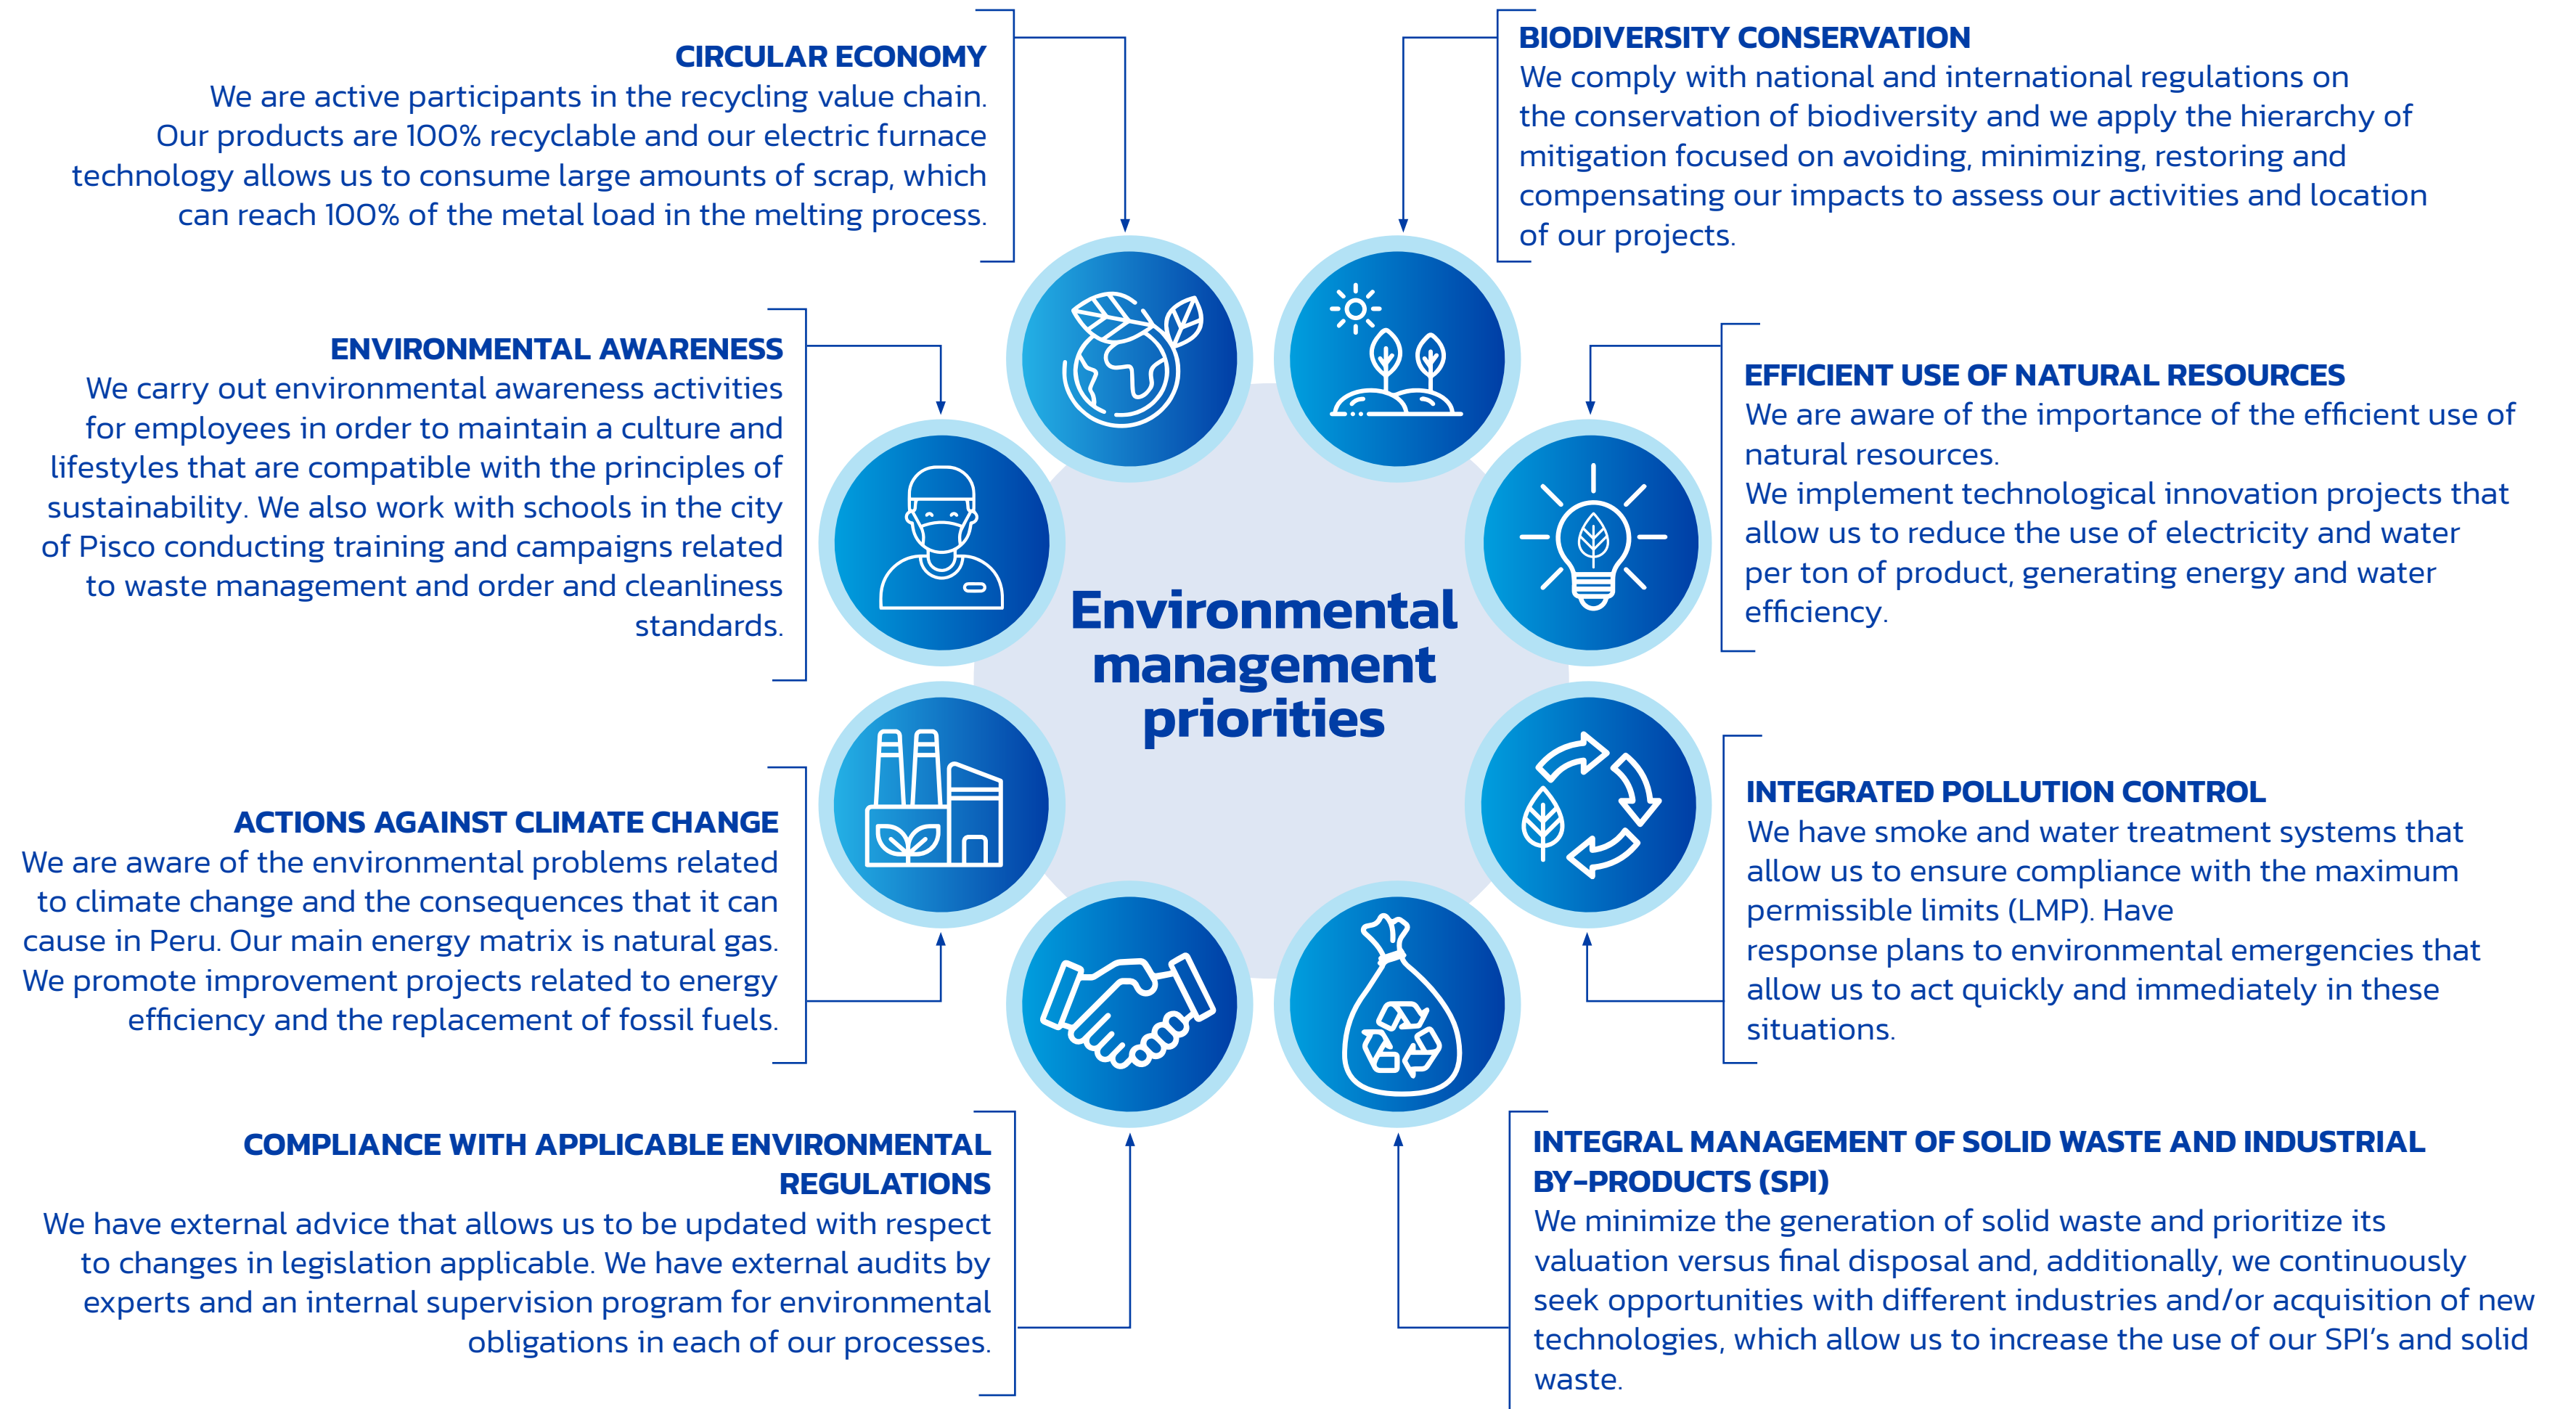 CIRCULAR ECONOMY
We are active participants in the recycling value chain.
Our products are 100% recyclable and our electric furnace
technology allows us to consume large amounts of scrap, which
can reach 100% of the metal load in the melting process.
BIODIVERSITY CONSERVATION
We comply with national and international regulations on
the conservation of biodiversity and we apply the hierarchy of
mitigation focused on avoiding, minimizing, restoring and
compensating our impacts to assess our activities and location
of our projects.
ENVIRONMENTAL AWARENESS
We carry out environmental awareness activities
for employees in order to maintain a culture and
lifestyles that are compatible with the principles of
sustainability. We also work with schools in the city
of Pisco conducting training and campaigns related
to waste management and order and cleanliness
standards.
EFFICIENT USE OF NATURAL RESOURCES
We are aware of the importance of the efficient use of
natural resources.
We implement technological innovation projects that
allow us to reduce the use of electricity and water
per ton of product, generating energy and water
efficiency.
Environmental
management
priorities
ACTIONS AGAINST CLIMATE CHANGE
We are aware of the environmental problems related
to climate change and the consequences that it can
cause in Peru. Our main energy matrix is natural gas.
We promote improvement projects related to energy
efficiency and the replacement of fossil fuels.
INTEGRATED POLLUTION CONTROL
We have smoke and water treatment systems that
allow us to ensure compliance with the maximum
permissible limits (LMP). Have
response plans to environmental emergencies that
allow us to act quickly and immediately in these
situations.
COMPLIANCE WITH APPLICABLE ENVIRONMENTAL
REGULATIONS
We have external advice that allows us to be updated with respect
to changes in legislation applicable. We have external audits by
experts and an internal supervision program for environmental
obligations in each of our processes.
INTEGRAL MANAGEMENT OF SOLID WASTE AND INDUSTRIAL
BY-PRODUCTS (SPI)
We minimize the generation of solid waste and prioritize its
valuation versus final disposal and, additionally, we continuously
seek opportunities with different industries and/or acquisition of new
technologies, which allow us to increase the use of our SPI's and solid
waste.